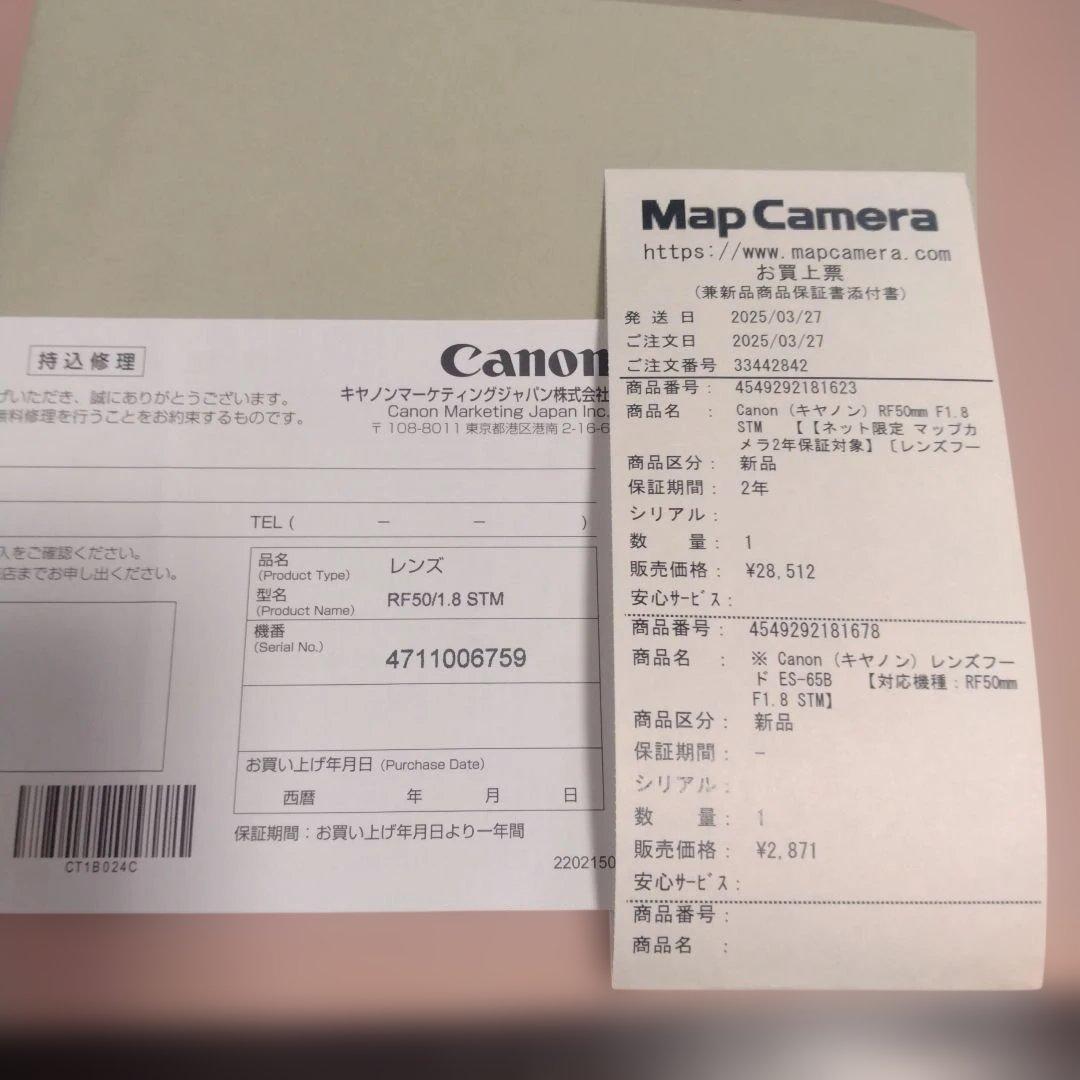 持込修理
Canon
げいただき、誠にありがとうございます。
無料修理を行うことをお約束するものです。
キヤノンマーケティングジャパン株式会社
Canon Marketing Japan Inc.
〒108-8011 東京都港区港南 2-16-6
TEL ( － － )
入をご確認ください。
店までお申し出ください。
品名
(Product Type)
レンズ
型名
(Product Name)
RF50/1.8 STM
機番
(Serial No.)
4711006759
お買い上げ年月日 (Purchase Date)
西暦 年 月 日
保証期間：お買い上げ年月日より一年間
CT1B024C
2202150
Map Camera
https://www.mapcamera.com
お買上票
(兼新品商品保証書添付書)
発 送 日 2025/03/27
ご注文日 2025/03/27
ご注文番号 33442842
商品番号： 4549292181623
商品名 ： Canon (キヤノン) RF50mm F1.8
STM 【【ネット限定 マップカ
メラ2年保証対象】〔レンズフー
商品区分： 新品
保証期間： 2年
シリアル：
数 量： 1
販売価格： ¥28,512
安心ｻｰﾋﾞｽ：
商品番号： 4549292181678
商品名 ： ※ Canon (キヤノン) レンズフー
ド ES-65B 【対応機種：RF50mm
F1.8 STM】
商品区分： 新品
保証期間： －
シリアル：
数 量： 1
販売価格： ¥2,871
安心ｻｰﾋﾞｽ：
商品番号：
商品名 ：